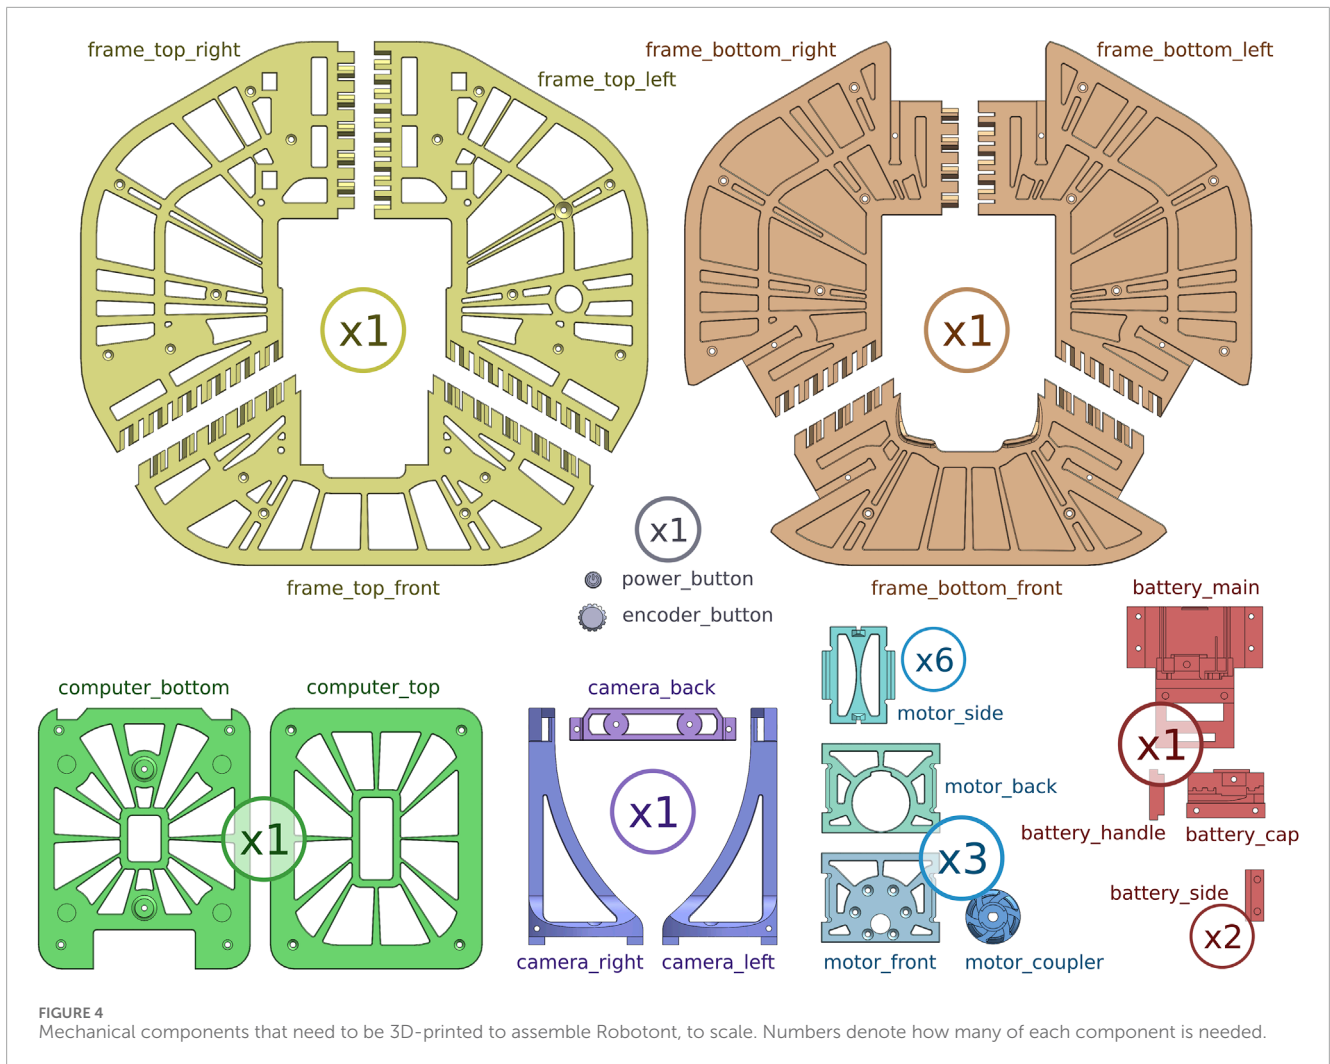 frame_top_right
frame_top_left
frame_bottom_right
frame_bottom_left
x1
x1
x1
power_button
encoder_button
frame_top_front
frame_bottom_front
battery_main
computer_bottom
computer_top
camera_back
x6
motor_side
x1
x1
x1
motor_back
battery_handle
battery_cap
x3
battery_side
x2
camera_right
camera_left
motor_front
motor_coupler
FIGURE 4
Mechanical components that need to be 3D-printed to assemble Robotont, to scale. Numbers denote how many of each component is needed.